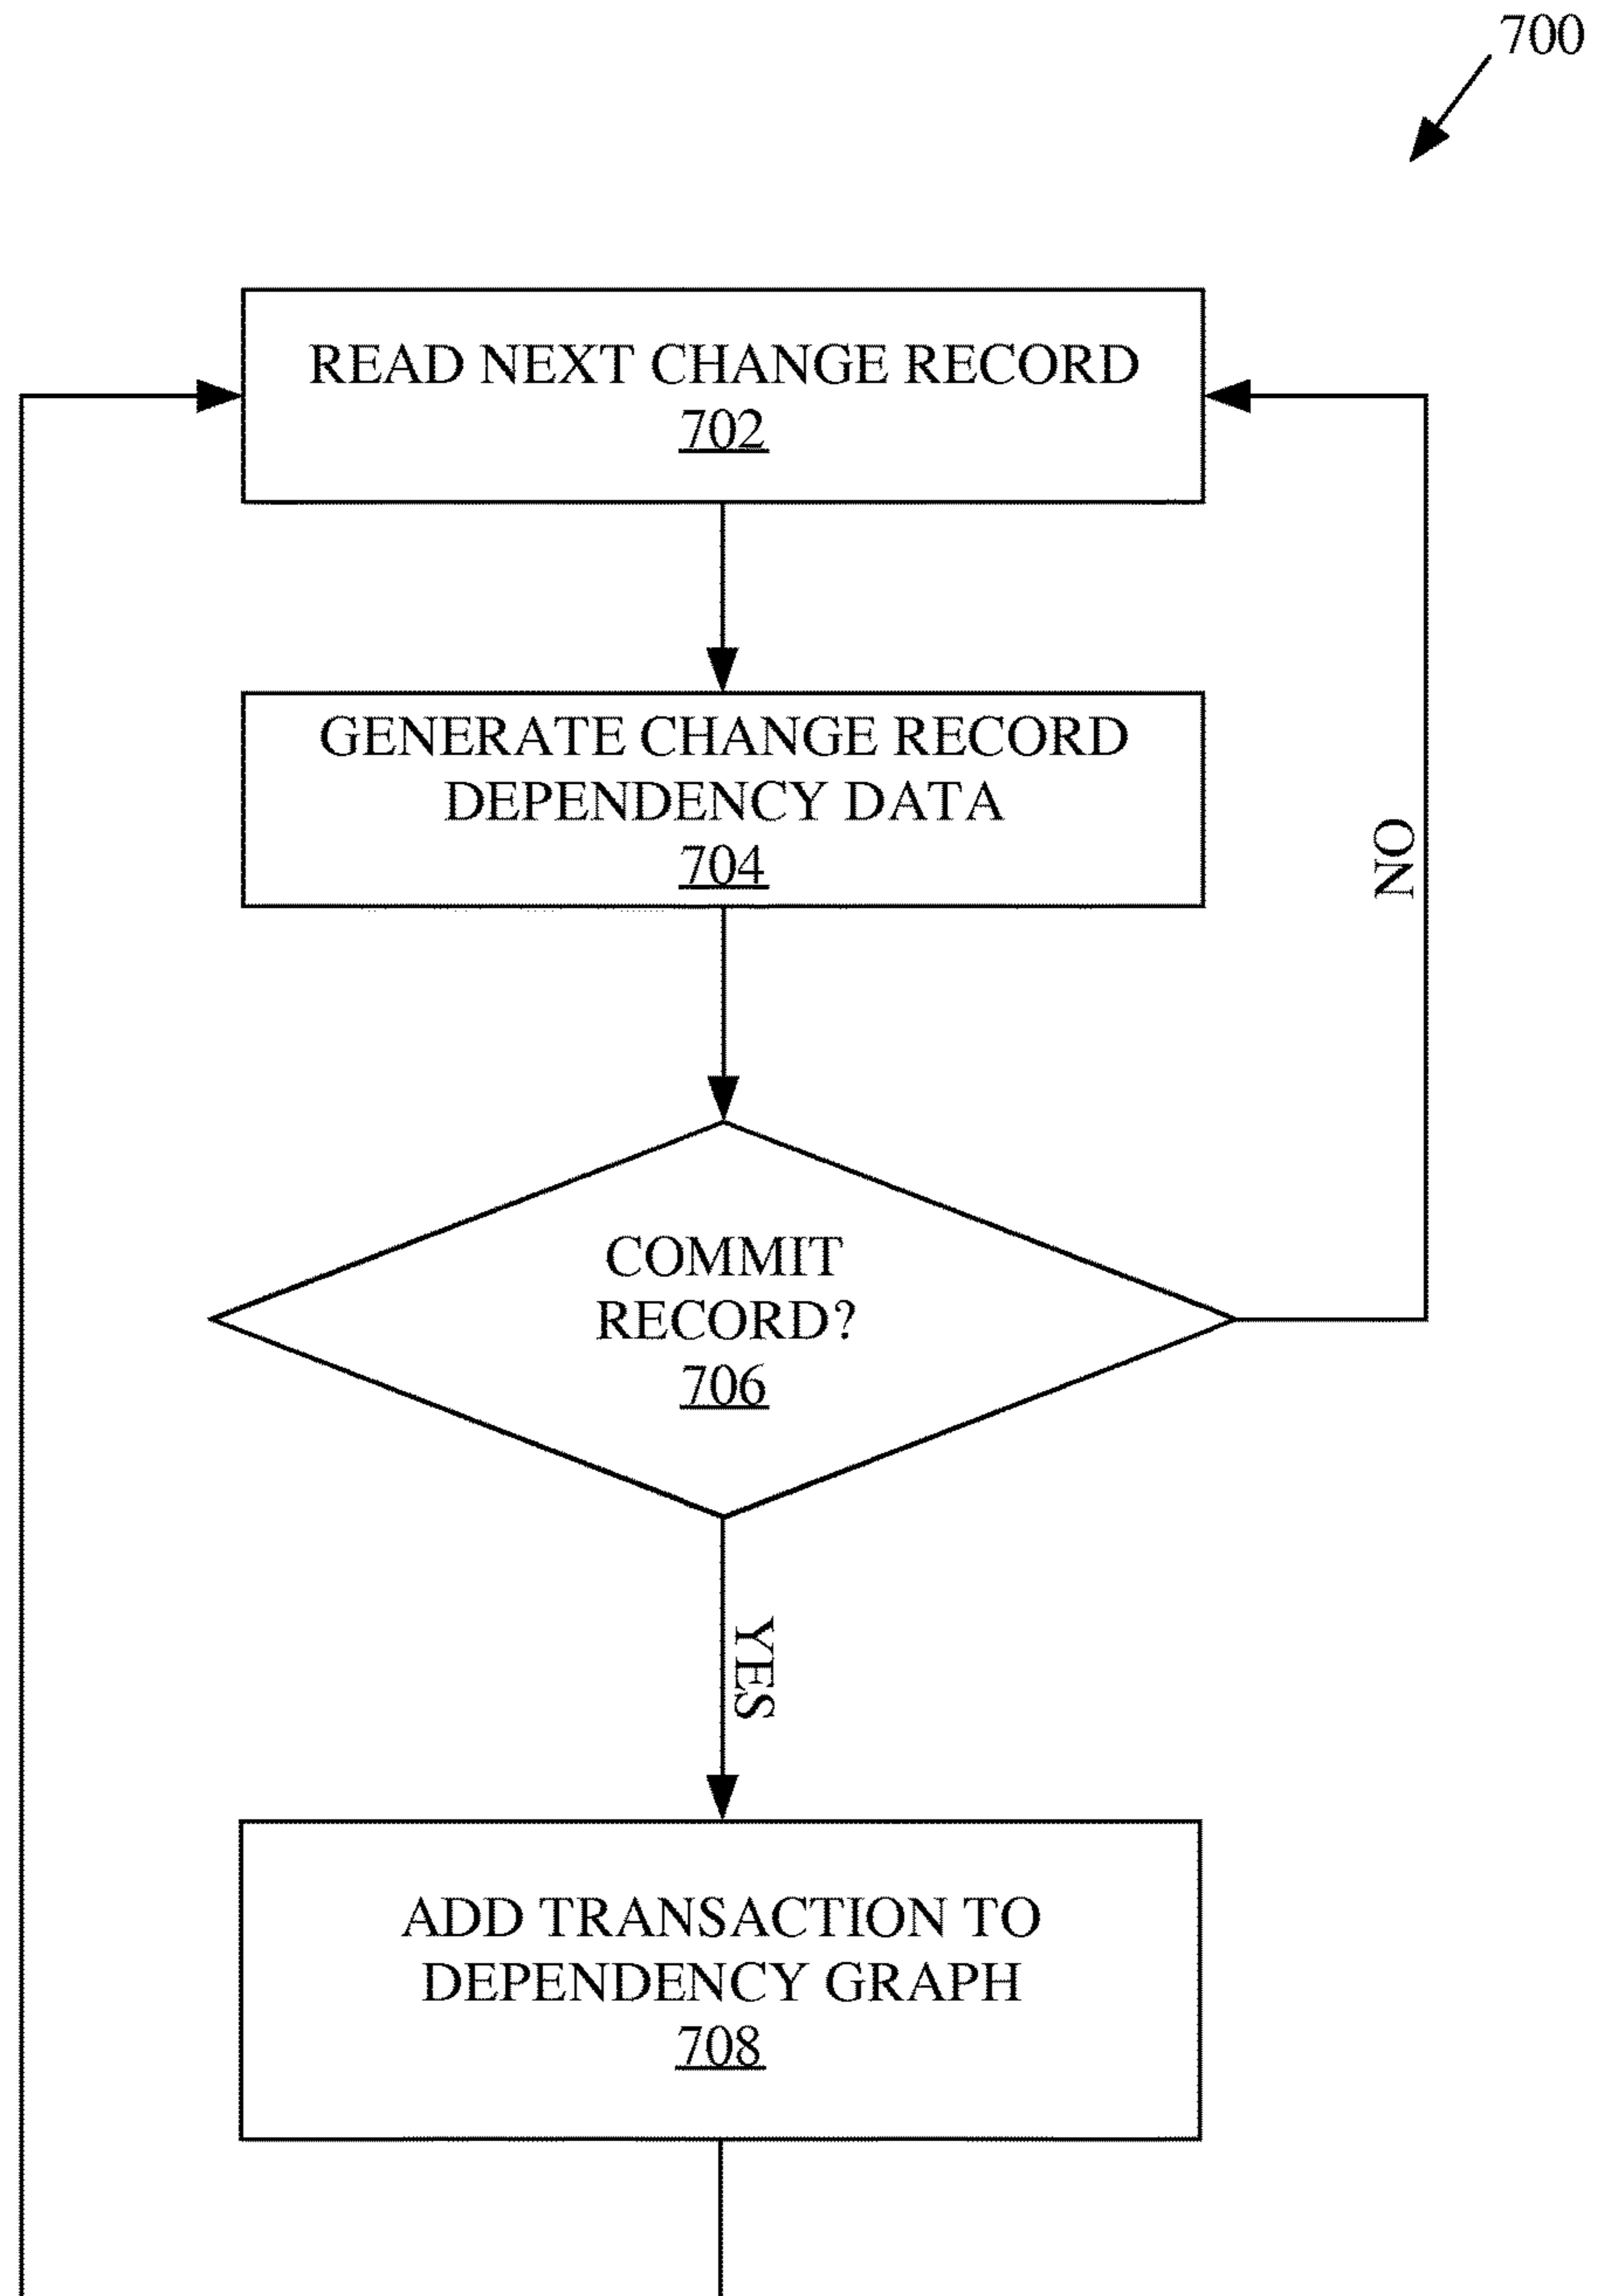 700
READ NEXT CHANGE RECORD
702
GENERATE CHANGE RECORD
DEPENDENCY DATA
704
NO
COMMIT
RECORD?
706
YES
ADD TRANSACTION TO
DEPENDENCY GRAPH
708